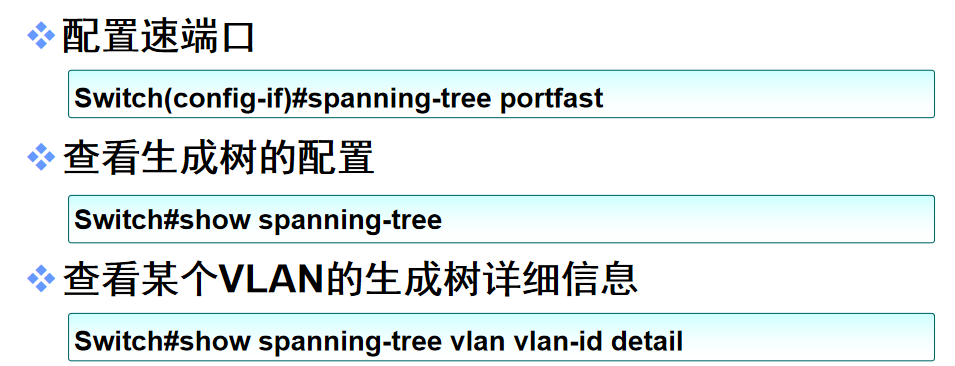 配置速端口
Switch(config-if)#spanning-tree portfast
查看生成树的配置
Switch#show spanning-tree
查看某个VLAN的生成树详细信息
Switch#show spanning-tree vlan vlan-id detail